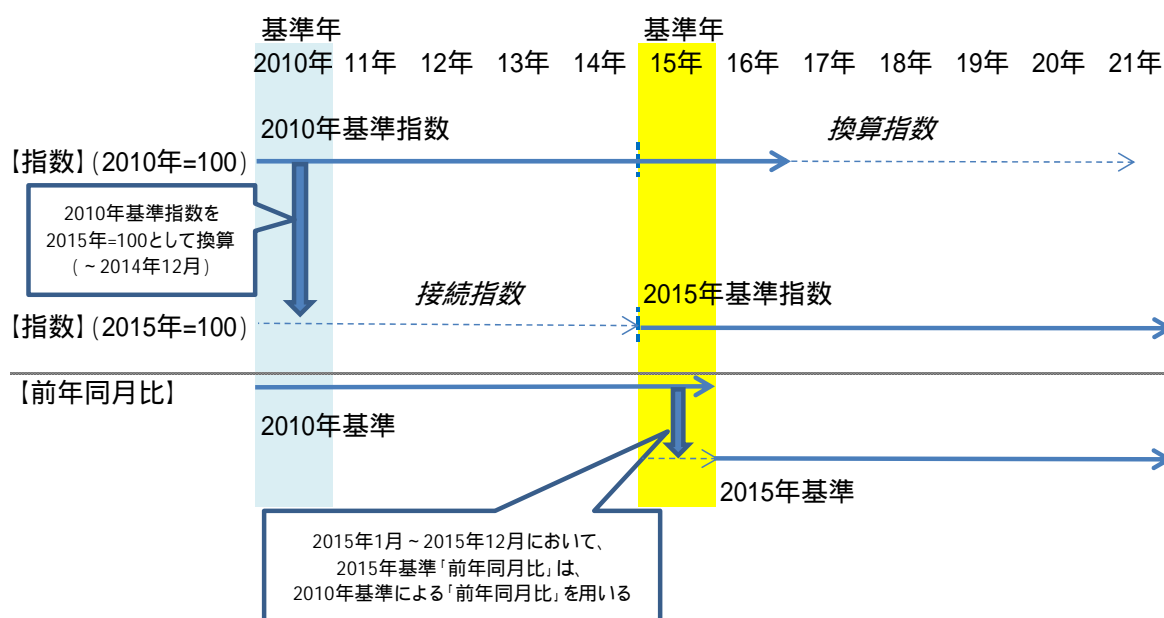 基準年 基準年
2010年 11年 12年 13年 14年 15年 16年 17年 18年 19年 20年 21年
2010年基準指数 換算指数
【指数】(2010年=100)
2010年基準指数を
2015年=100として換算
(~2014年12月)
接続指数 2015年基準指数
【指数】(2015年=100)
【前年同月比】
2010年基準
2015年基準
2015年1月~2015年12月において、
2015年基準「前年同月比」は、
2010年基準による「前年同月比」を用いる